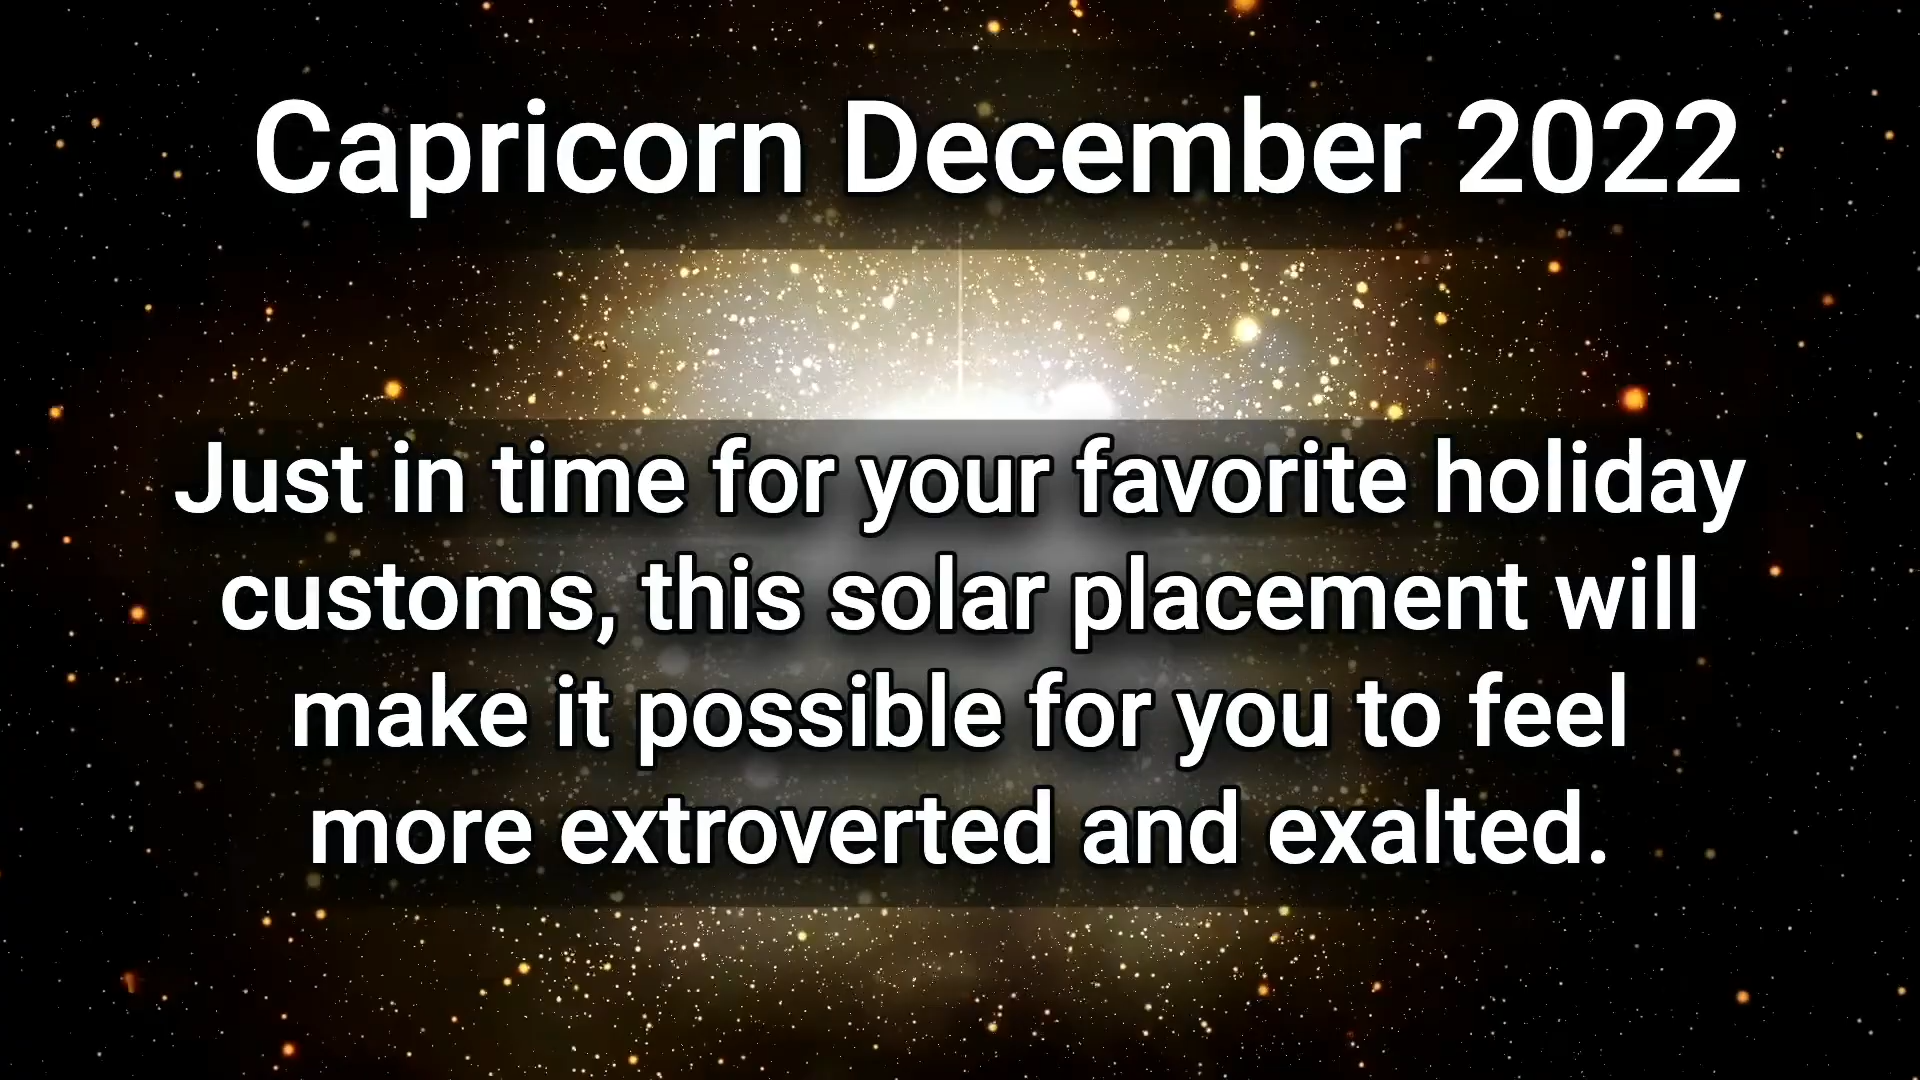 Capricorn December 2022
Just in time for your favorite holiday
customs, this solar placement will
make it possible for you to feel
more extroverted and exalted.